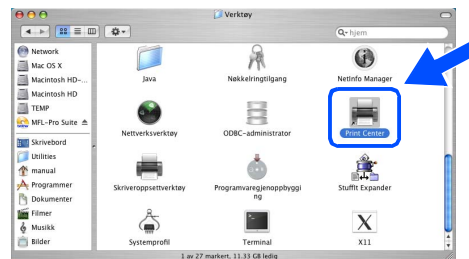 Verktøy
hjem
Network
Mac OS X
Macintosh HD-...
Macintosh HD
TEMP
MFL-Pro Suite
Skrivebord
Utilities
manual
Programmer
Dokumenter
Filmer
Musikk
Bilder
Java
Nøkkelringtilgang
NetInfo Manager
Nettverksverktøy
ODBC-administrator
Print Center
Skriveroppsettverktøy
Programvaregjenoppbyggi
ng
StuffIt Expander
Systemprofil
Terminal
X11
1 av 27 markert, 11.33 GB ledig